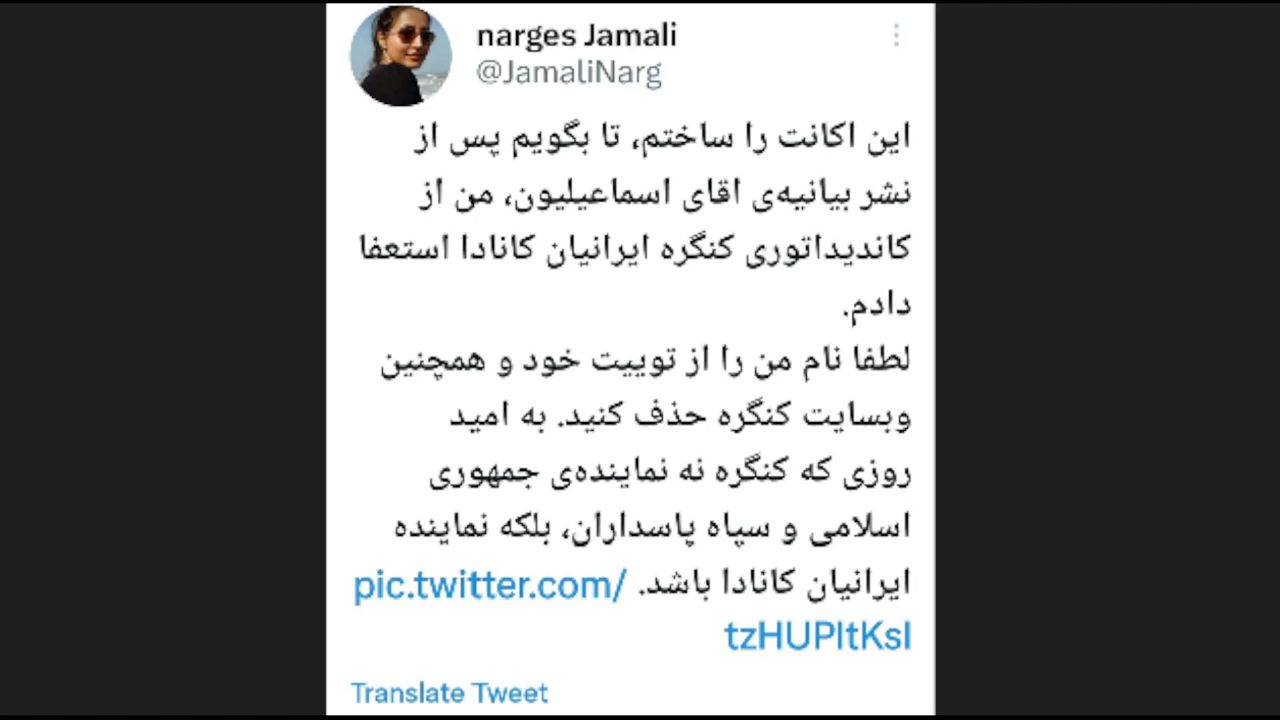 narges Jamali
@JamaliNarg
این اکانت را ساختم، تا بگویم پس از
نشر بیانیه‌ی اقای اسماعیلیون، من از
کاندیداتوری کنگره ایرانیان کانادا استعفا
دادم.
لطفا نام من را از توییت خود و همچنین
وبسایت کنگره حذف کنید. به امید
روزی که کنگره نه نماینده‌ی جمهوری
اسلامی و سپاه پاسداران، بلکه نماینده
ایرانیان کانادا باشد. pic.twitter.com/
tzHUPItKsI
Translate Tweet